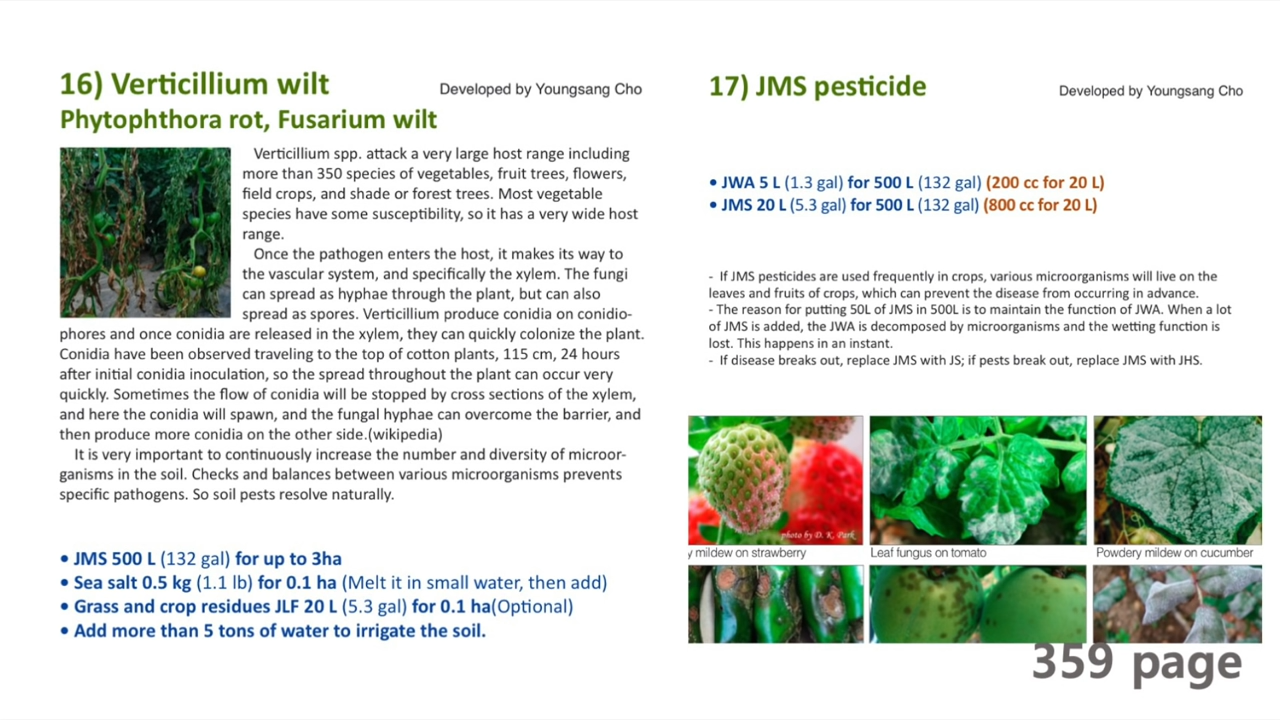 16) Verticillium wilt
Developed by Youngsang Cho
Phytophthora rot, Fusarium wilt
Verticillium spp. attack a very large host range including
more than 350 species of vegetables, fruit trees, flowers,
field crops, and shade or forest trees. Most vegetable
species have some susceptibility, so it has a very wide host
range.
Once the pathogen enters the host, it makes its way to
the vascular system, and specifically the xylem. The fungi
can spread as hyphae through the plant, but can also
spread as spores. Verticillium produce conidia on conidio-
phores and once conidia are released in the xylem, they can quickly colonize the plant.
Conidia have been observed traveling to the top of cotton plants, 115 cm, 24 hours
after initial conidia inoculation, so the spread throughout the plant can occur very
quickly. Sometimes the flow of conidia will be stopped by cross sections of the xylem,
and here the conidia will spawn, and the fungal hyphae can overcome the barrier, and
then produce more conidia on the other side.(wikipedia)
It is very important to continuously increase the number and diversity of microor-
ganisms in the soil. Checks and balances between various microorganisms prevents
specific pathogens. So soil pests resolve naturally.
• JMS 500 L (132 gal) for up to 3ha
• Sea salt 0.5 kg (1.1 lb) for 0.1 ha (Melt it in small water, then add)
• Grass and crop residues JLF 20 L (5.3 gal) for 0.1 ha(Optional)
• Add more than 5 tons of water to irrigate the soil.
17) JMS pesticide
Developed by Youngsang Cho
• JWA 5 L (1.3 gal) for 500 L (132 gal) (200 cc for 20 L)
• JMS 20 L (5.3 gal) for 500 L (132 gal) (800 cc for 20 L)
- If JMS pesticides are used frequently in crops, various microorganisms will live on the
leaves and fruits of crops, which can prevent the disease from occurring in advance.
- The reason for putting 50L of JMS in 500L is to maintain the function of JWA. When a lot
of JMS is added, the JWA is decomposed by microorganisms and the wetting function is
lost. This happens in an instant.
- If disease breaks out, replace JMS with JS; if pests break out, replace JMS with JHS.
photo by D. K. Park
y mildew on strawberry
Leaf fungus on tomato
Powdery mildew on cucumber
359 page